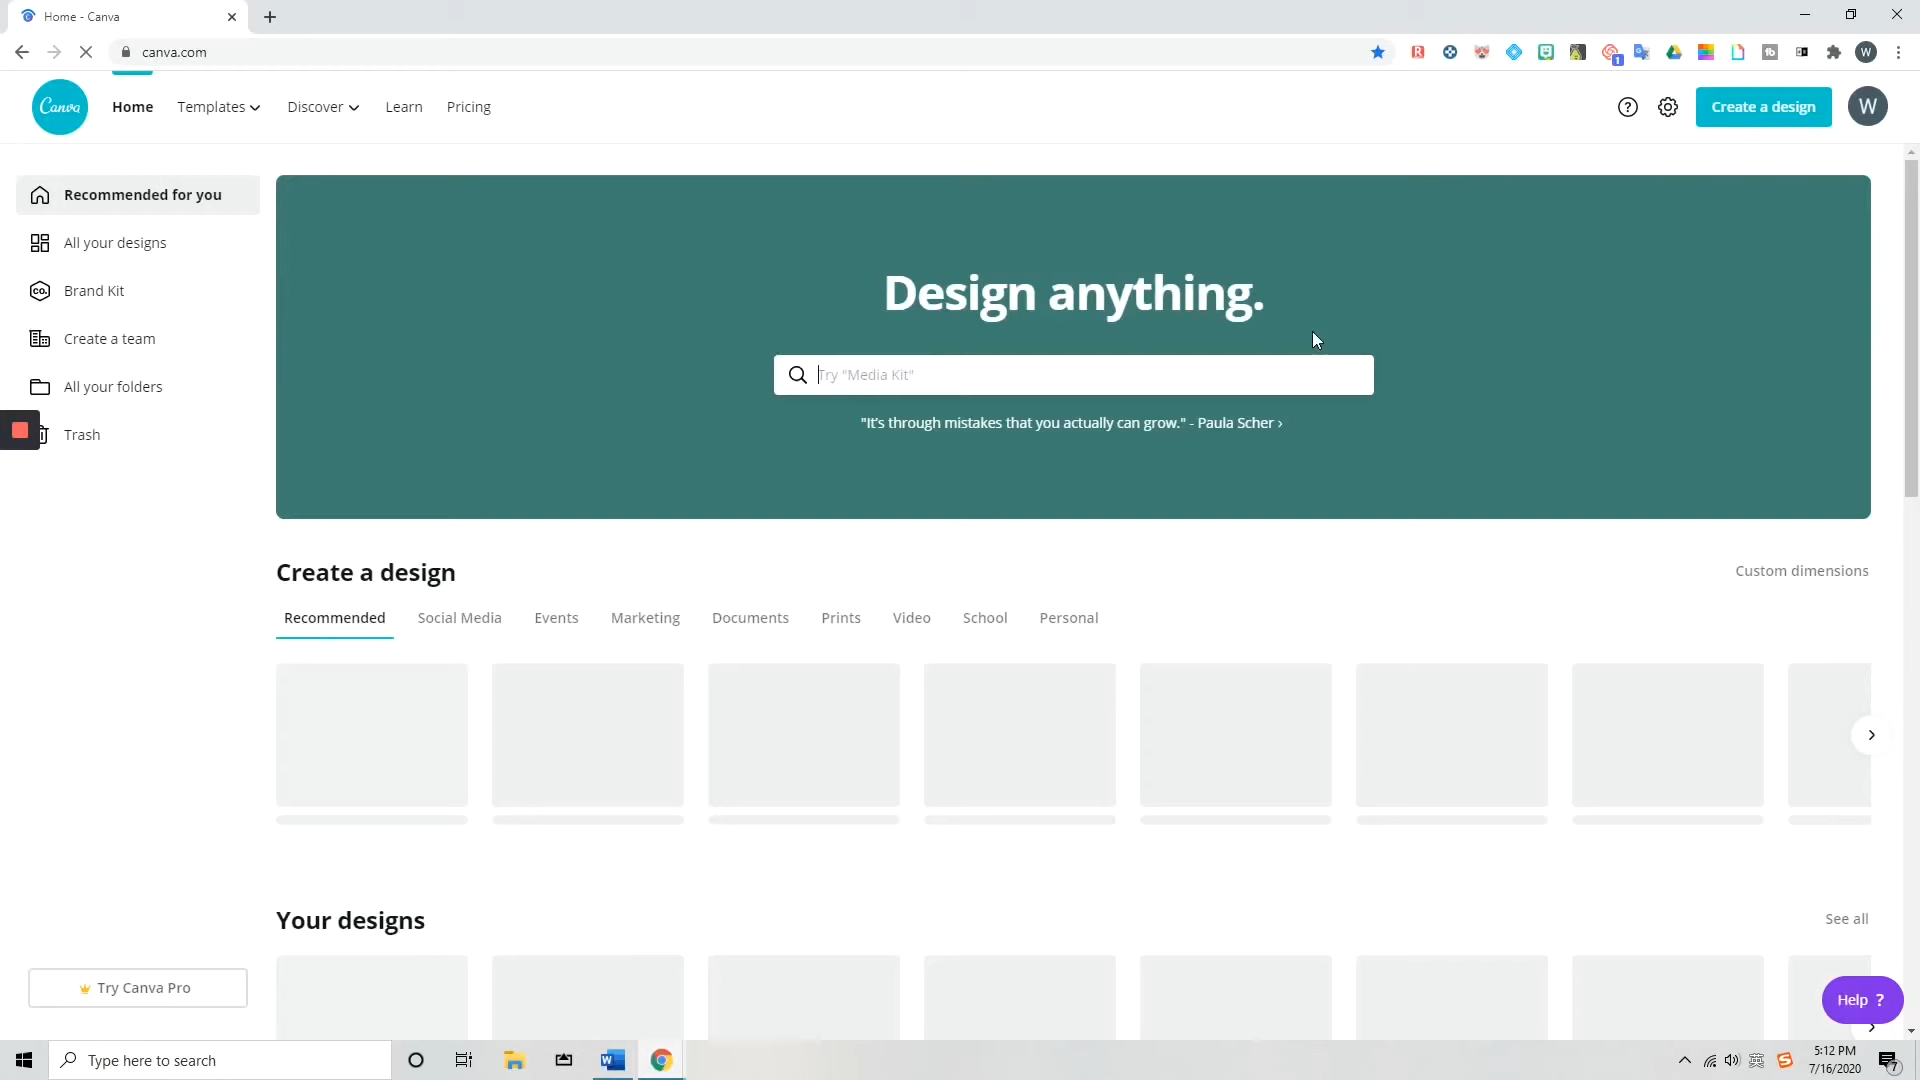 Home - Canva
canva.com
Canva
Home
Templates
Discover
Learn
Pricing
Create a design
W
Recommended for you
All your designs
CO.
Brand Kit
Create a team
All your folders
Trash
Design anything.
Try "Media Kit"
"It's through mistakes that you actually can grow." - Paula Scher ›
Create a design
Custom dimensions
Recommended
Social Media
Events
Marketing
Documents
Prints
Video
School
Personal
Your designs
See all
Try Canva Pro
Help ?
Type here to search
英
5:12 PM
7/16/2020
7